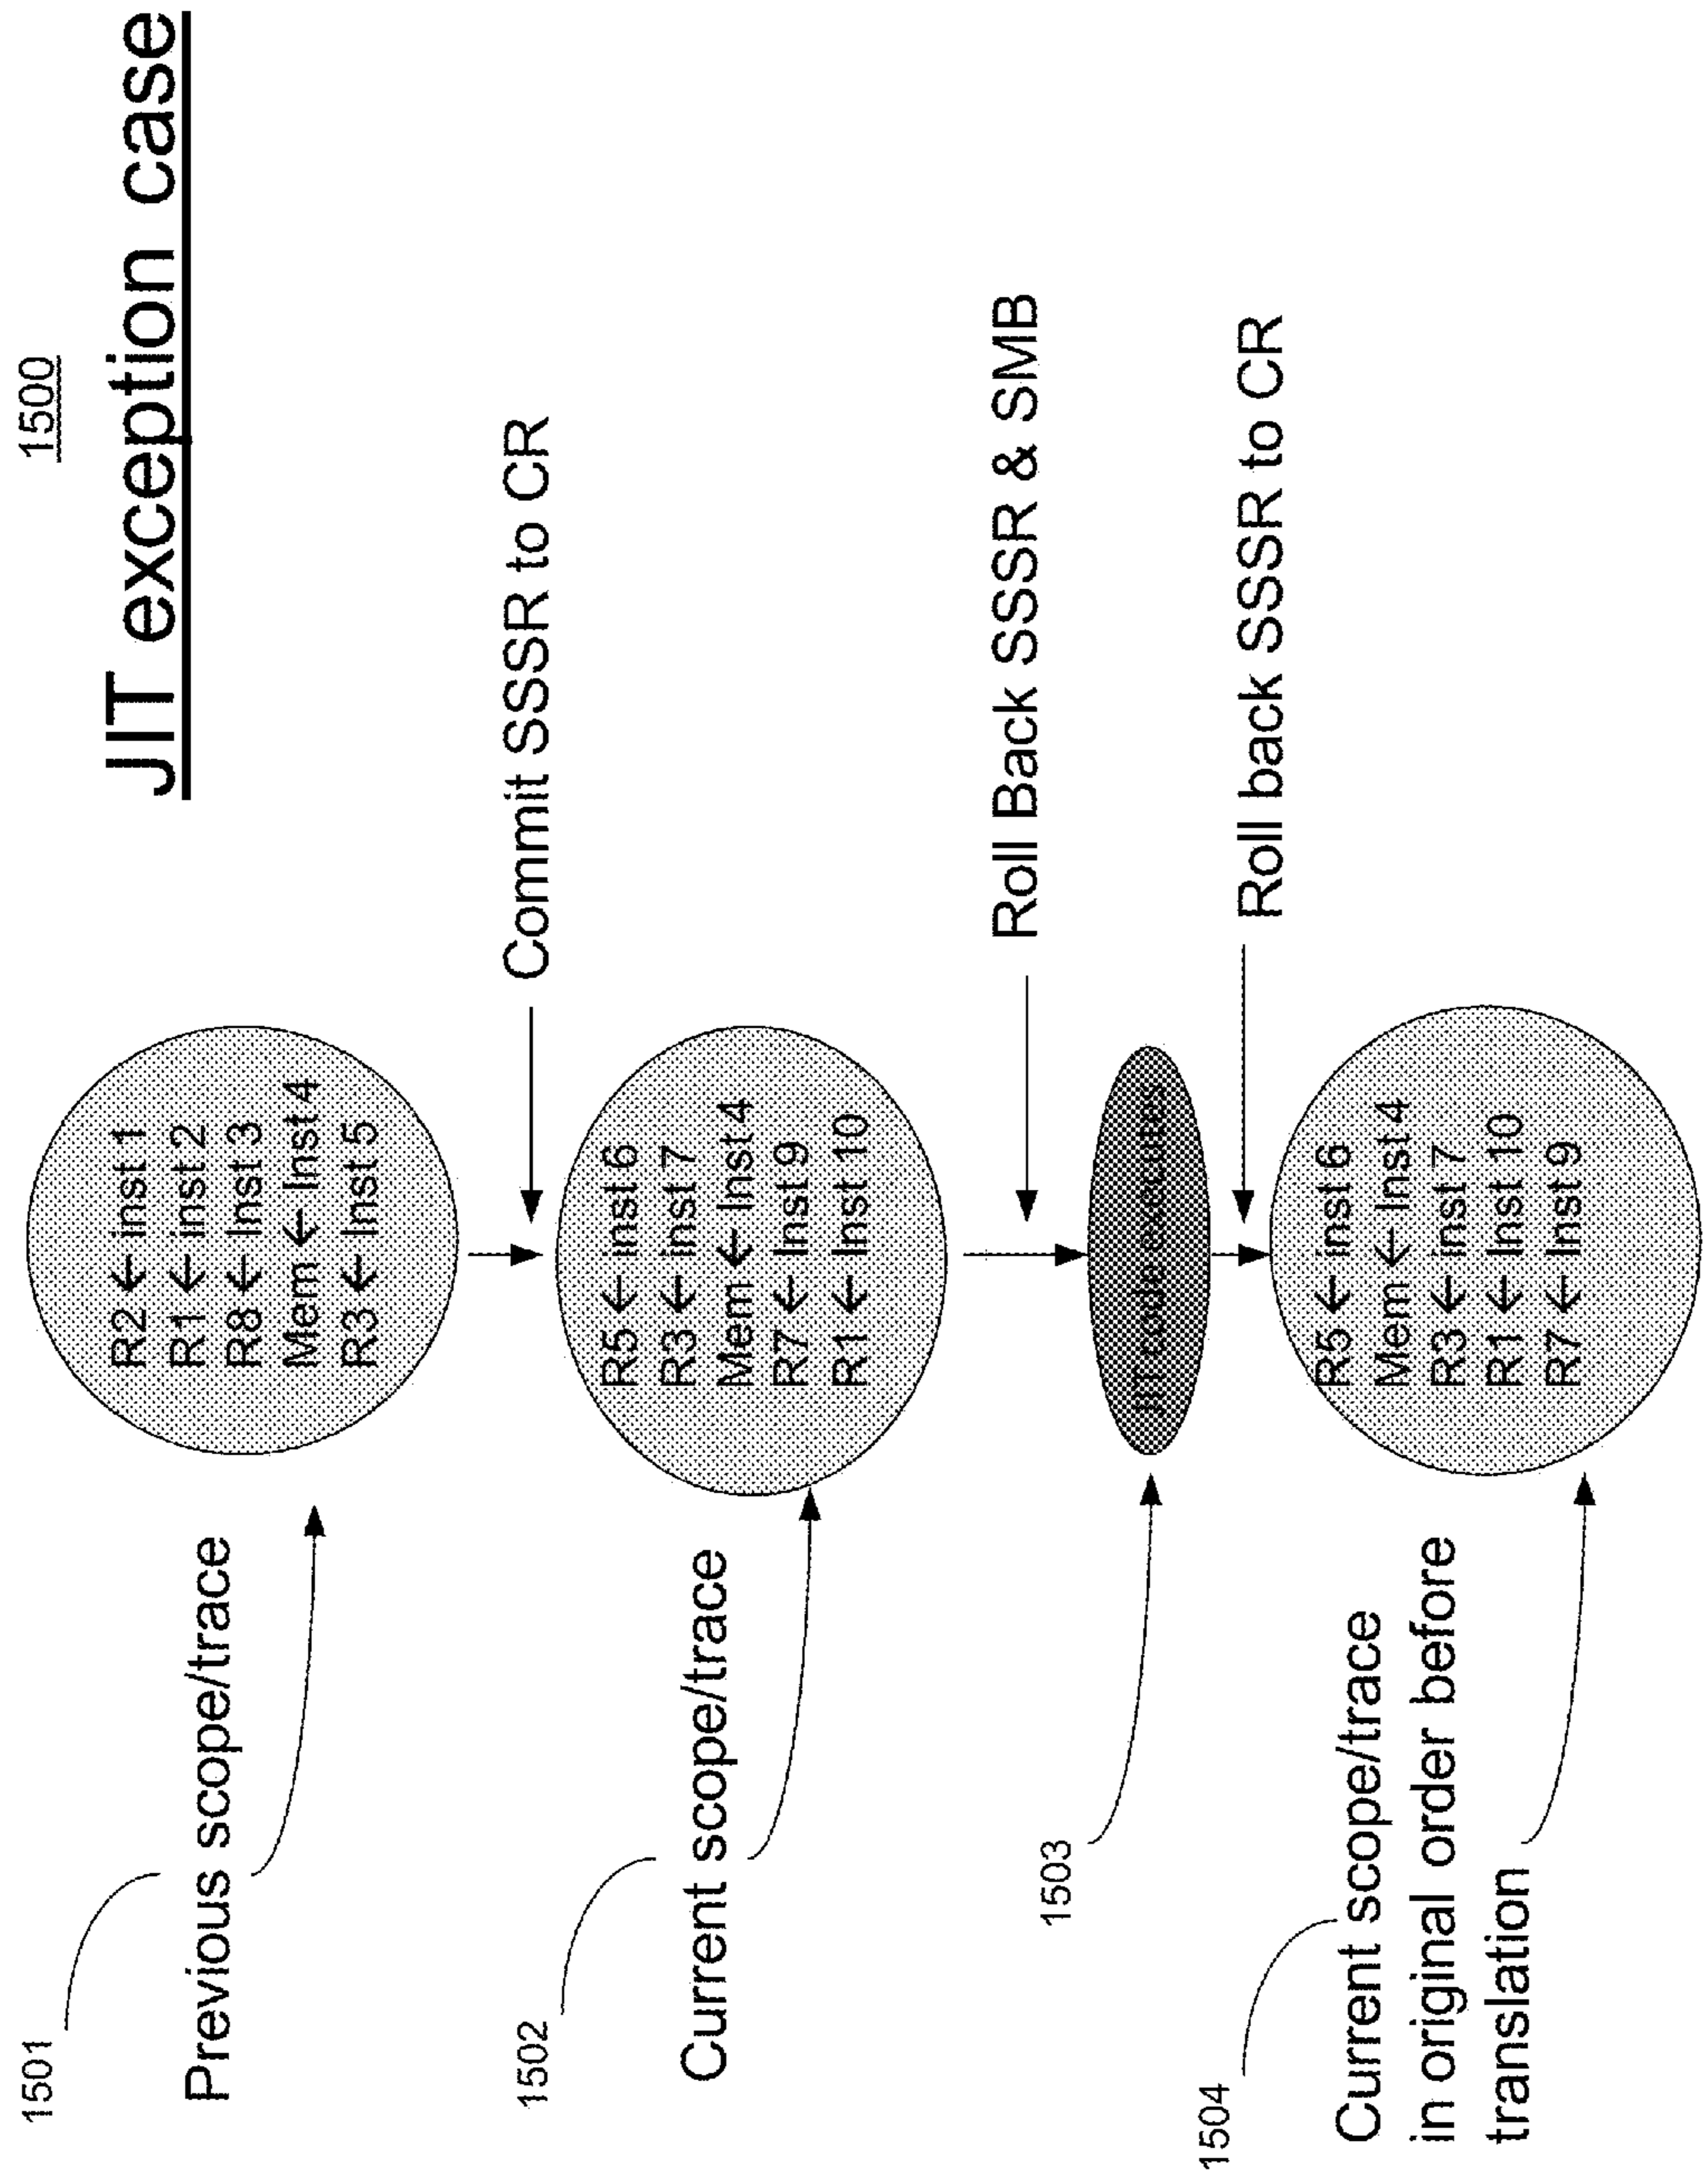 1500
JIT exception case
1501
Previous scope/trace
R2 ← inst 1
R1 ← inst 2
R8 ← Inst 3
Mem ← Inst 4
R3 ← Inst 5
Commit SSSR to CR
1502
Current scope/trace
R5 ← inst 6
R3 ← inst 7
Mem ← Inst 4
R7 ← Inst 9
R1 ← Inst 10
Roll Back SSSR & SMB
1503
JIT code executes
Roll back SSSR to CR
1504
Current scope/trace
in original order before
translation
R5 ← inst 6
Mem ← Inst 4
R3 ← inst 7
R1 ← Inst 10
R7 ← Inst 9